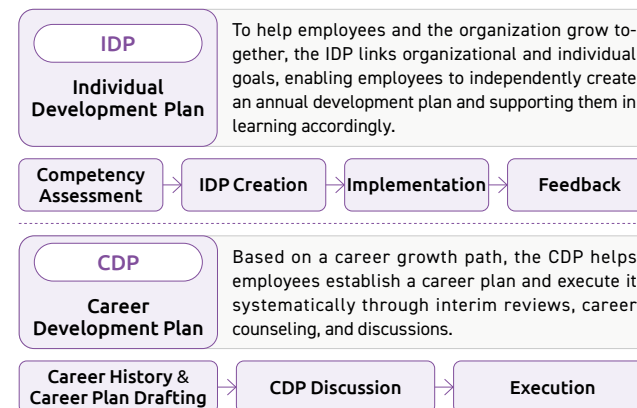 IDP
Individual
Development Plan
To help employees and the organization grow to-
gether, the IDP links organizational and individual
goals, enabling employees to independently create
an annual development plan and supporting them in
learning accordingly.
Competency
Assessment
IDP Creation
Implementation
Feedback
CDP
Career
Development Plan
Based on a career growth path, the CDP helps
employees establish a career plan and execute it
systematically through interim reviews, career
counseling, and discussions.
Career History &
Career Plan Drafting
CDP Discussion
Execution